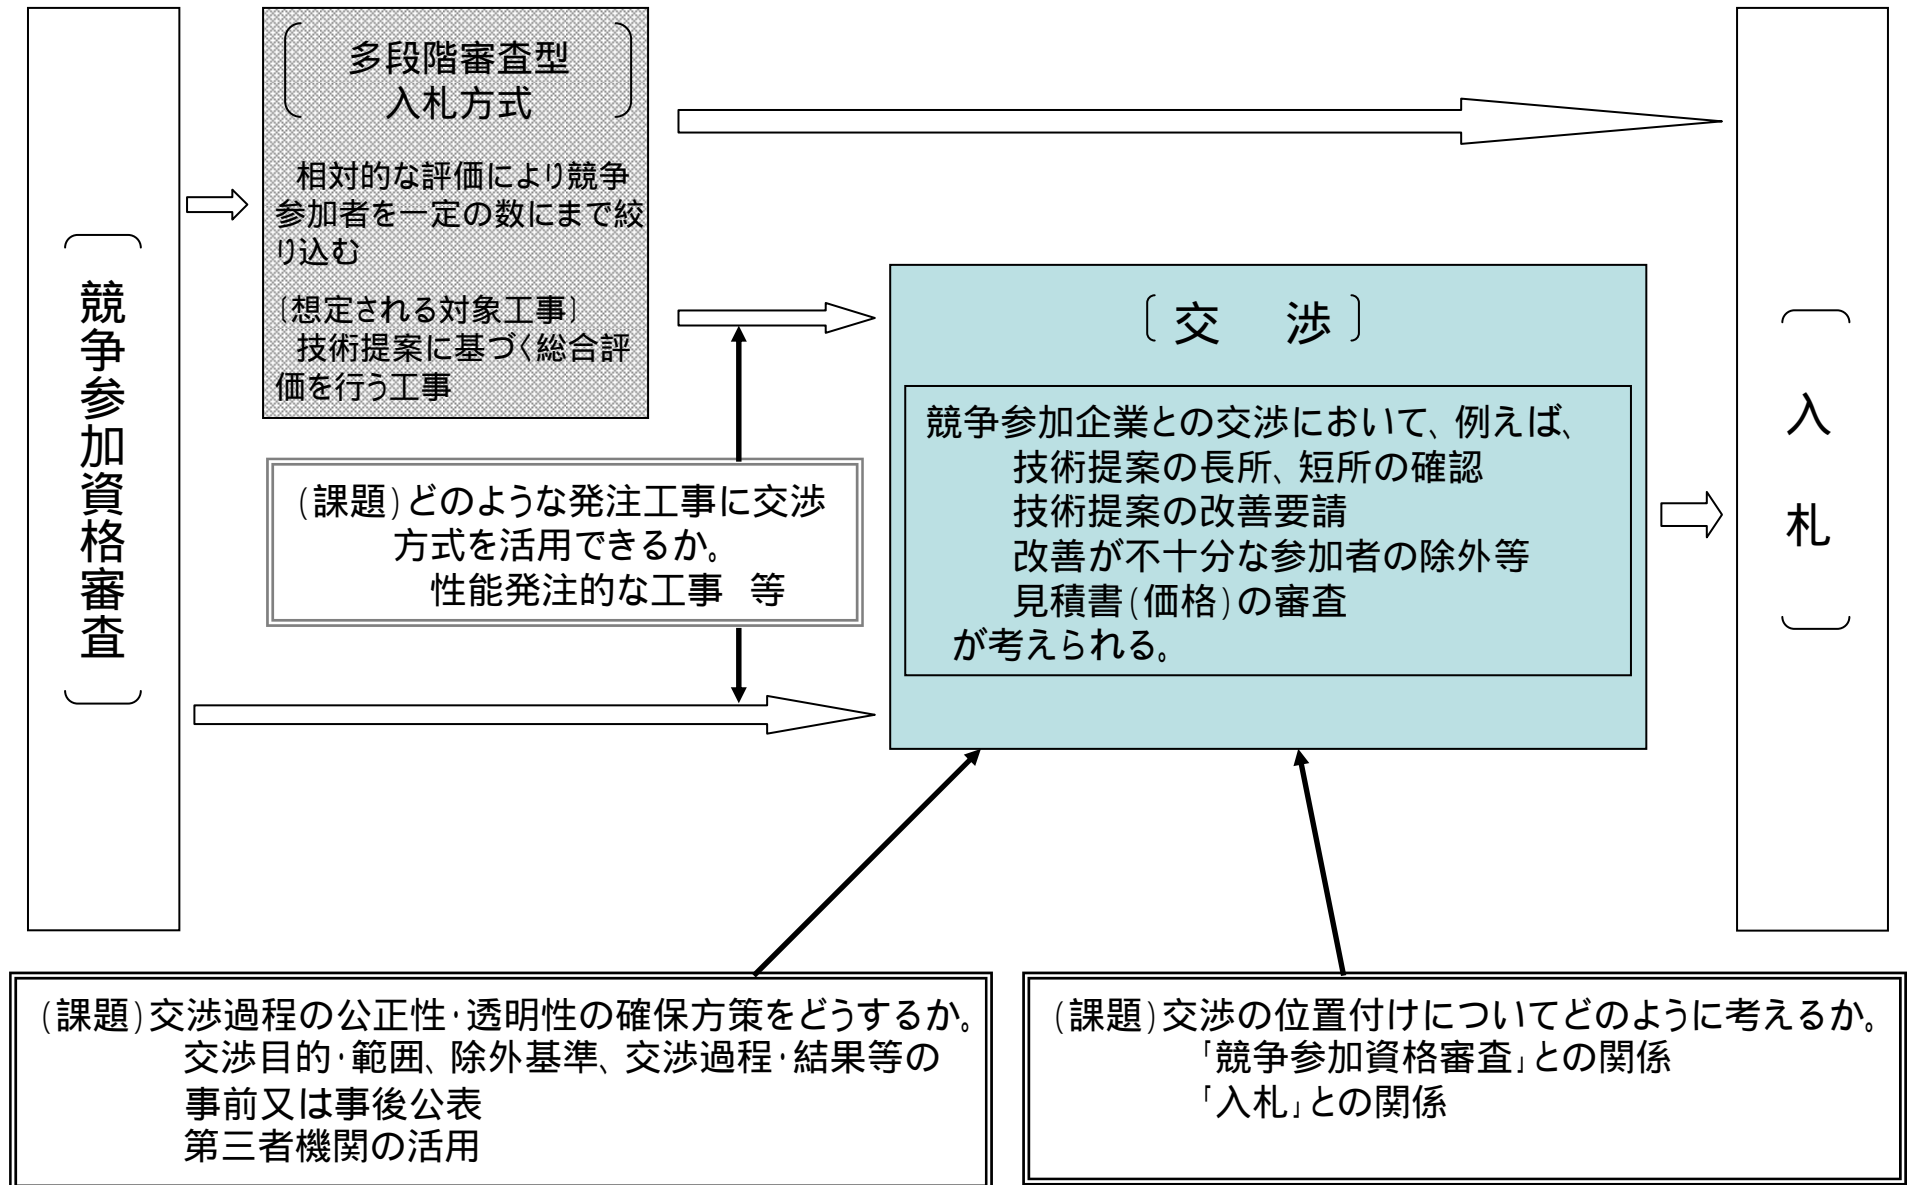 競争参加資格審査
多段階審査型
入札方式
相対的な評価により競争
参加者を一定の数にまで絞
り込む
〔想定される対象工事〕
技術提案に基づく総合評
価を行う工事
(課題)どのような発注工事に交渉
方式を活用できるか。
性能発注的な工事　等
〔交　渉〕
競争参加企業との交渉において、例えば、
技術提案の長所、短所の確認
技術提案の改善要請
改善が不十分な参加者の除外等
見積書(価格)の審査
が考えられる。
入札
(課題)交渉過程の公正性・透明性の確保方策をどうするか。
交渉目的・範囲、除外基準、交渉過程・結果等の
事前又は事後公表
第三者機関の活用
(課題)交渉の位置付けについてどのように考えるか。
「競争参加資格審査」との関係
「入札」との関係